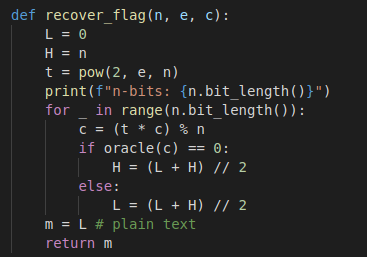 def recover_flag(n, e, c):
    L = 0
    H = n
    t = pow(2, e, n)
    print(f"n-bits: {n.bit_length()}")
    for _ in range(n.bit_length()):
        c = (t * c) % n
        if oracle(c) == 0:
            H = (L + H) // 2
        else:
            L = (L + H) // 2
    m = L # plain text
    return m